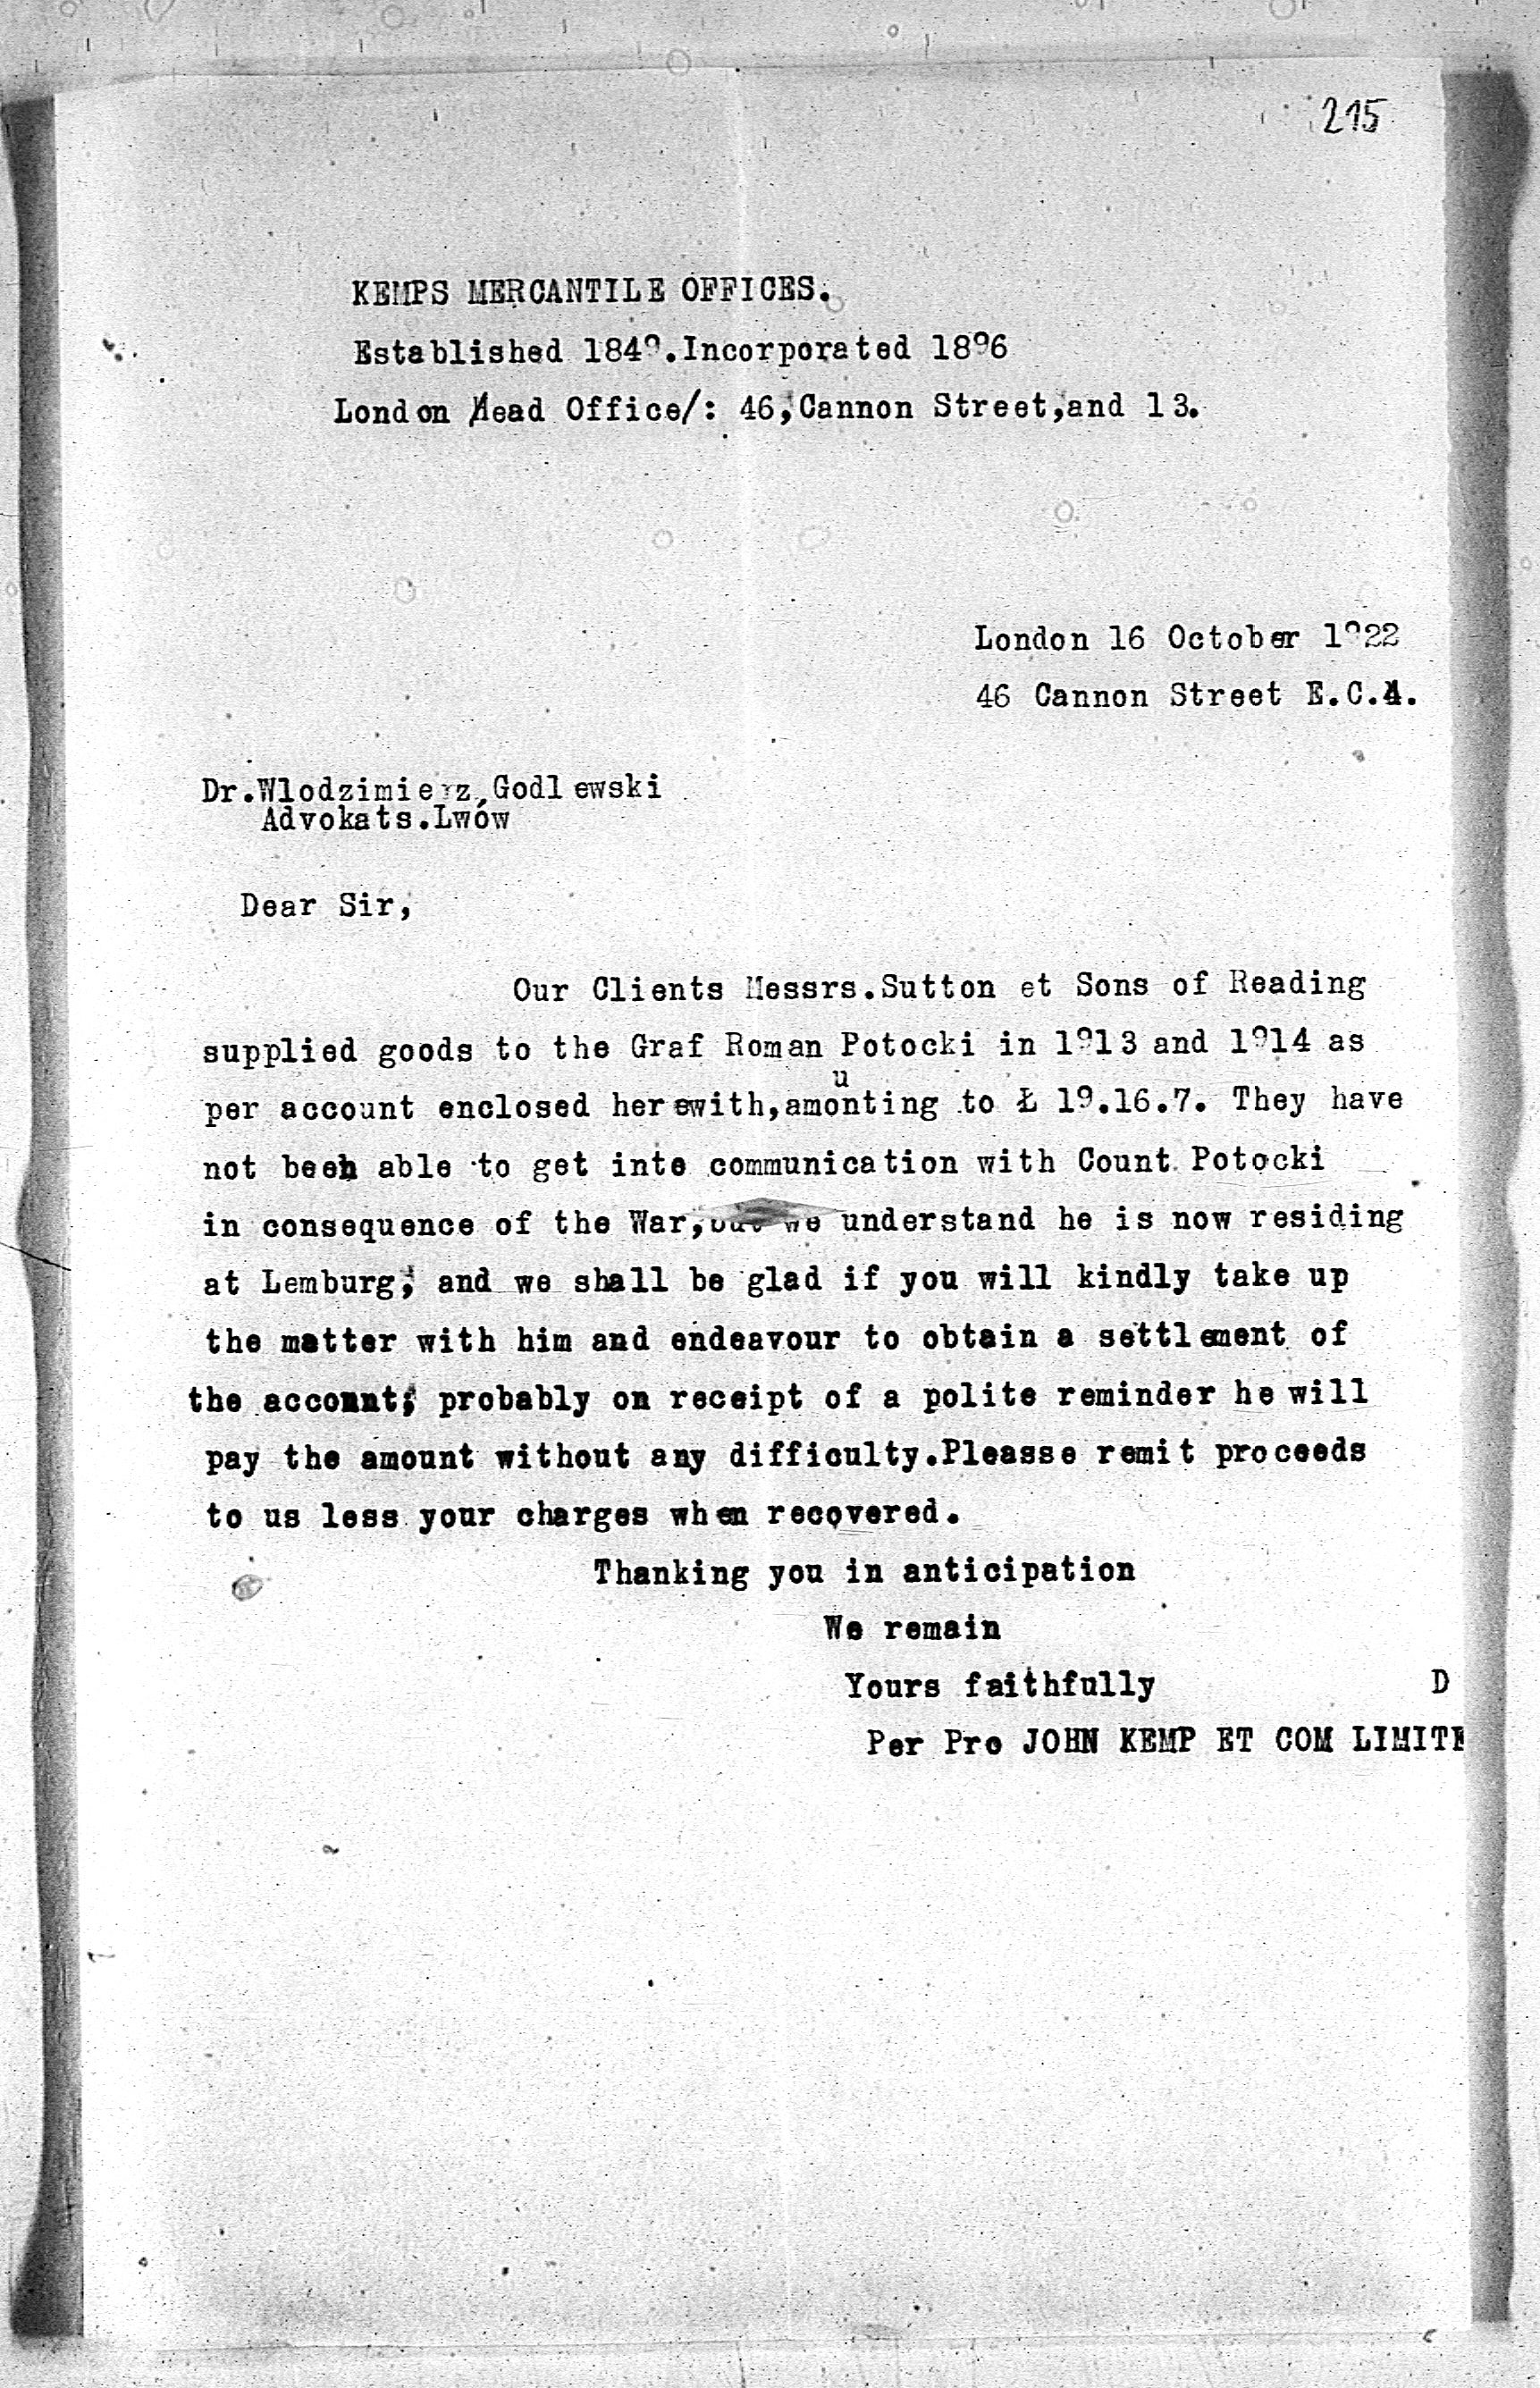 215
KEMPS MERCANTILE OFFICES.
Established 1849.Incorporated 1896
London Head Office/: 46,Cannon Street,and 13.
London 16 October 1922
46 Cannon Street E.C.4.
Dr.Wlodzimierz Godlewski
Advokats.Lwów
Dear Sir,
Our Clients Messrs.Sutton et Sons of Reading
supplied goods to the Graf Roman Potocki in 1913 and 1914 as
u
per account enclosed herewith,amonting to Ł 19.16.7. They have
not been able to get into communication with Count Potocki
in consequence of the War,but we understand he is now residing
at Lemburg, and we shall be glad if you will kindly take up
the matter with him and endeavour to obtain a settlement of
the account; probably on receipt of a polite reminder he will
pay the amount without any difficulty.Pleasse remit proceeds
to us less your charges when recovered.
Thanking you in anticipation
We remain
Yours faithfully D
Per Pro JOHN KEMP ET COM LIMITE